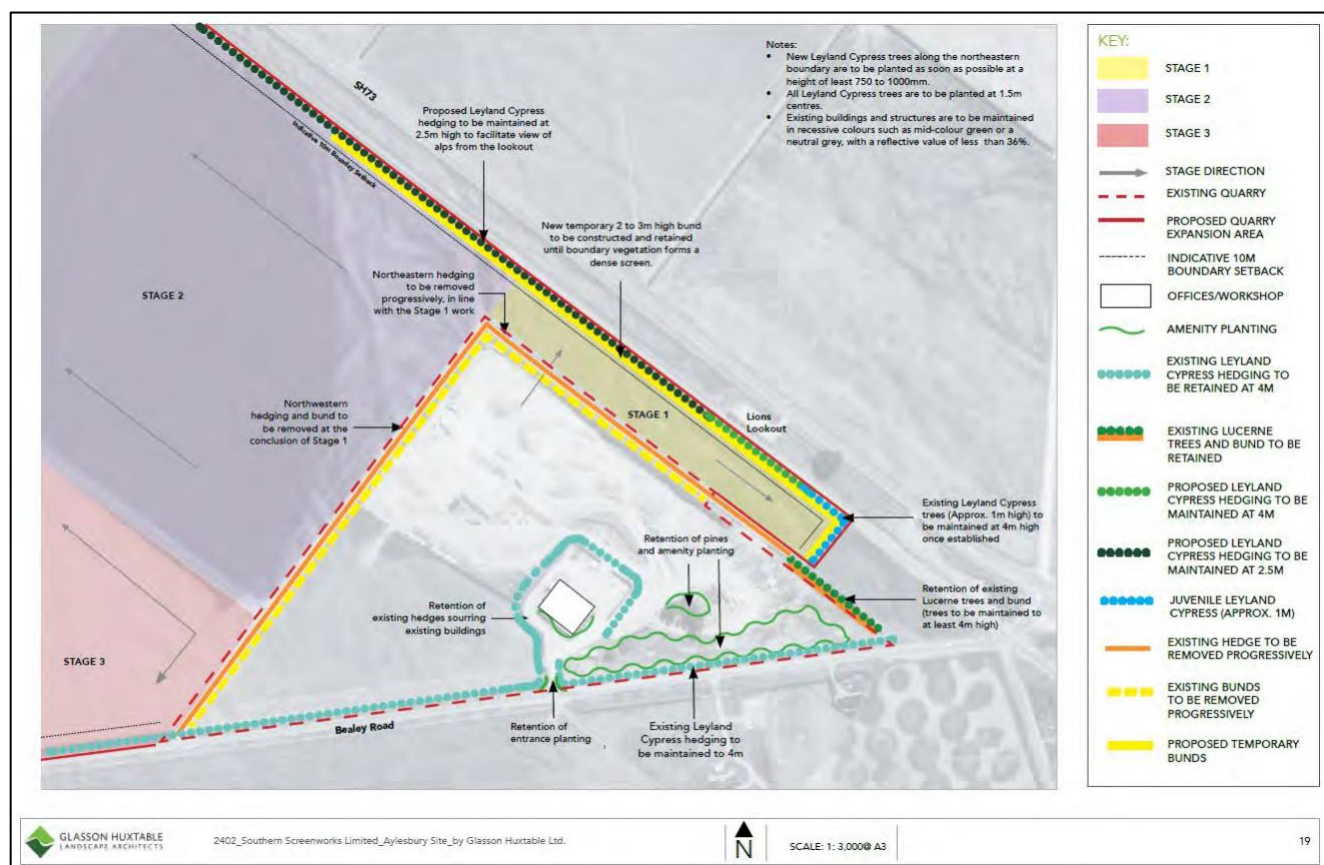 Notes:
• New Leyland Cypress trees along the northeastern
boundary are to be planted as soon as possible at a
height of least 750 to 1000mm.
• All Leyland Cypress trees are to be planted at 1.5m
centres.
• Existing buildings and structures are to be maintained
in recessive colours such as mid-colour green or a
neutral grey, with a reflective value of less than 36%.
SH73
Proposed Leyland Cypress
hedging to be maintained at
2.5m high to facilitate view of
alps from the lookout
Indicative 10m Boundary Setback
New temporary 2 to 3m high bund
to be constructed and retained
until boundary vegetation forms a
dense screen.
Northeastern hedging
to be removed
progressively, in line
with the Stage 1 work
STAGE 2
Northwestern
hedging and bund to
be removed at the
conclusion of Stage 1
STAGE 1
Lions
Lookout
Existing Leyland Cypress
trees (Approx. 1m high) to
be maintained at 4m high
once established
Retention of pines
and amenity planting
Retention of
existing hedges sourring
existing buildings
Retention of existing
Lucerne trees and bund
(trees to be maintained to
at least 4m high)
STAGE 3
Bealey Road
Retention of
entrance planting
Existing Leyland
Cypress hedging to
be maintained to 4m
KEY:
STAGE 1
STAGE 2
STAGE 3
STAGE DIRECTION
EXISTING QUARRY
PROPOSED QUARRY
EXPANSION AREA
INDICATIVE 10M
BOUNDARY SETBACK
OFFICES/WORKSHOP
AMENITY PLANTING
EXISTING LEYLAND
CYPRESS HEDGING TO
BE RETAINED AT 4M
EXISTING LUCERNE
TREES AND BUND TO BE
RETAINED
PROPOSED LEYLAND
CYPRESS HEDGING TO BE
MAINTAINED AT 4M
PROPOSED LEYLAND
CYPRESS HEDGING TO BE
MAINTAINED AT 2.5M
JUVENILE LEYLAND
CYPRESS (APPROX. 1M)
EXISTING HEDGE TO BE
REMOVED PROGRESSIVELY
EXISTING BUNDS
TO BE REMOVED
PROGRESSIVELY
PROPOSED TEMPORARY
BUNDS
GLASSON HUXTABLE
LANDSCAPE ARCHITECTS
2402_Southern Screenworks Limited_Aylesbury Site_by Glasson Huxtable Ltd.
N
SCALE: 1: 3,000@ A3
19